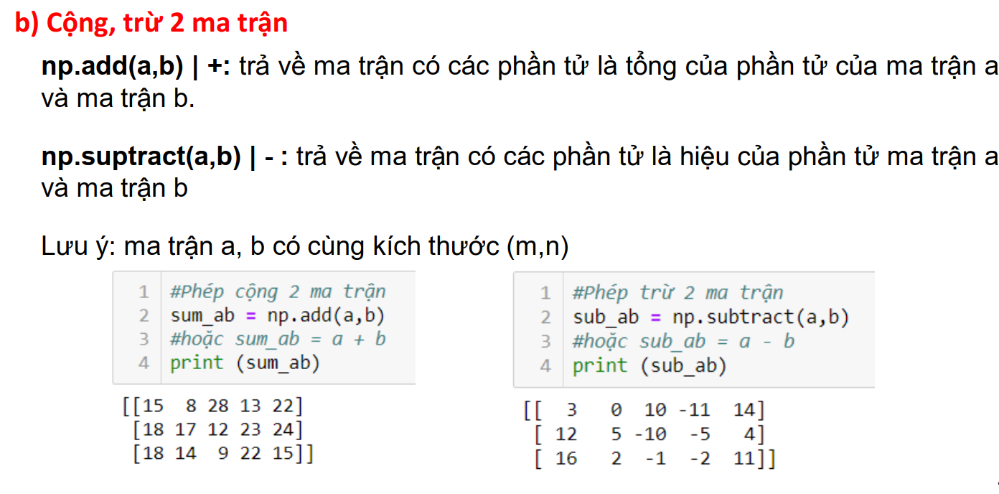 b) Cộng, trừ 2 ma trận
np.add(a,b) | +: trả về ma trận có các phần tử là tổng của phần tử của ma trận a
và ma trận b.
np.suptract(a,b) | - : trả về ma trận có các phần tử là hiệu của phần tử ma trận a
và ma trận b
Lưu ý: ma trận a, b có cùng kích thước (m,n)
1 #Phép cộng 2 ma trận
2 sum_ab = np.add(a,b)
3 #hoặc sum_ab = a + b
4 print (sum_ab)
[[15  8 28 13 22]
 [18 17 12 23 24]
 [18 14  9 22 15]]
1 #Phép trừ 2 ma trận
2 sub_ab = np.subtract(a,b)
3 #hoặc sub_ab = a - b
4 print (sub_ab)
[[  3   0  10 -11  14]
 [ 12   5 -10  -5   4]
 [ 16   2  -1  -2  11]]